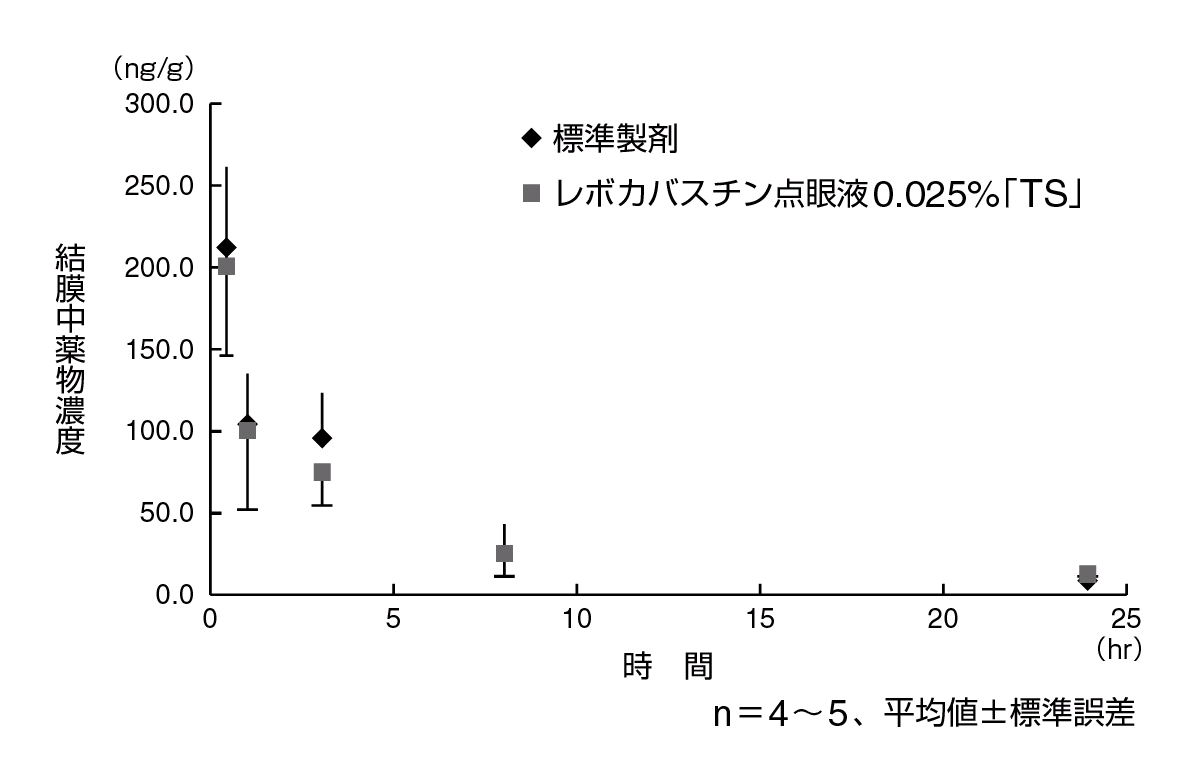 (ng/g)
300.0
250.0
200.0
150.0
100.0
50.0
0.0
結膜中薬物濃度
◆ 標準製剤
■ レボカバスチン点眼液0.025%「TS」
0 5 10 15 20 25
(hr)
時 間
n=4~5、平均値±標準誤差